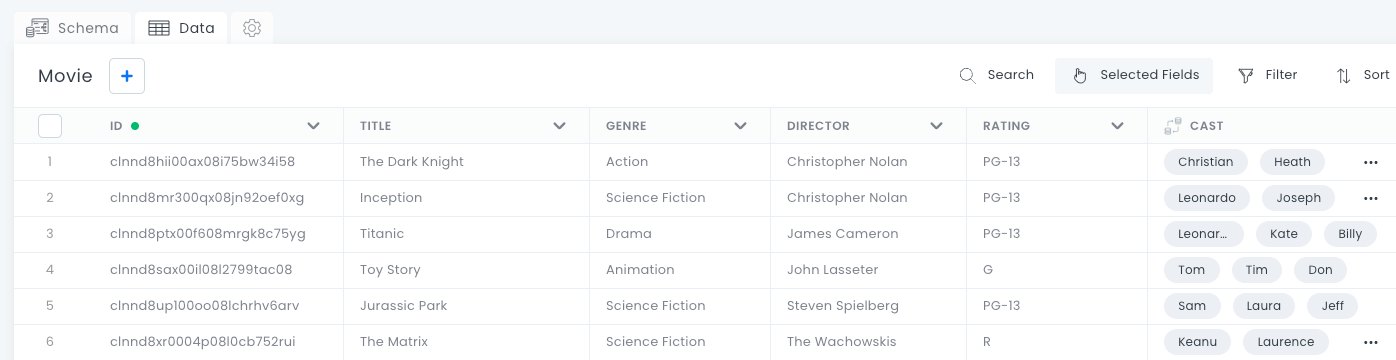 Schema Data
Movie + Search Selected Fields Filter Sort
ID TITLE GENRE DIRECTOR RATING CAST
1 clnnd8hii00ax08i75bw34i58 The Dark Knight Action Christopher Nolan PG-13 Christian Heath ...
2 clnnd8mr300qx08jn92oef0xg Inception Science Fiction Christopher Nolan PG-13 Leonardo Joseph ...
3 clnnd8ptx00f608mrgk8c75yg Titanic Drama James Cameron PG-13 Leonar... Kate Billy
4 clnnd8sax00il08l2799tac08 Toy Story Animation John Lasseter G Tom Tim Don
5 clnnd8up100oo08lchrhv6arv Jurassic Park Science Fiction Steven Spielberg PG-13 Sam Laura Jeff
6 clnnd8xr0004p08l0cb752rui The Matrix Science Fiction The Wachowskis R Keanu Laurence ...